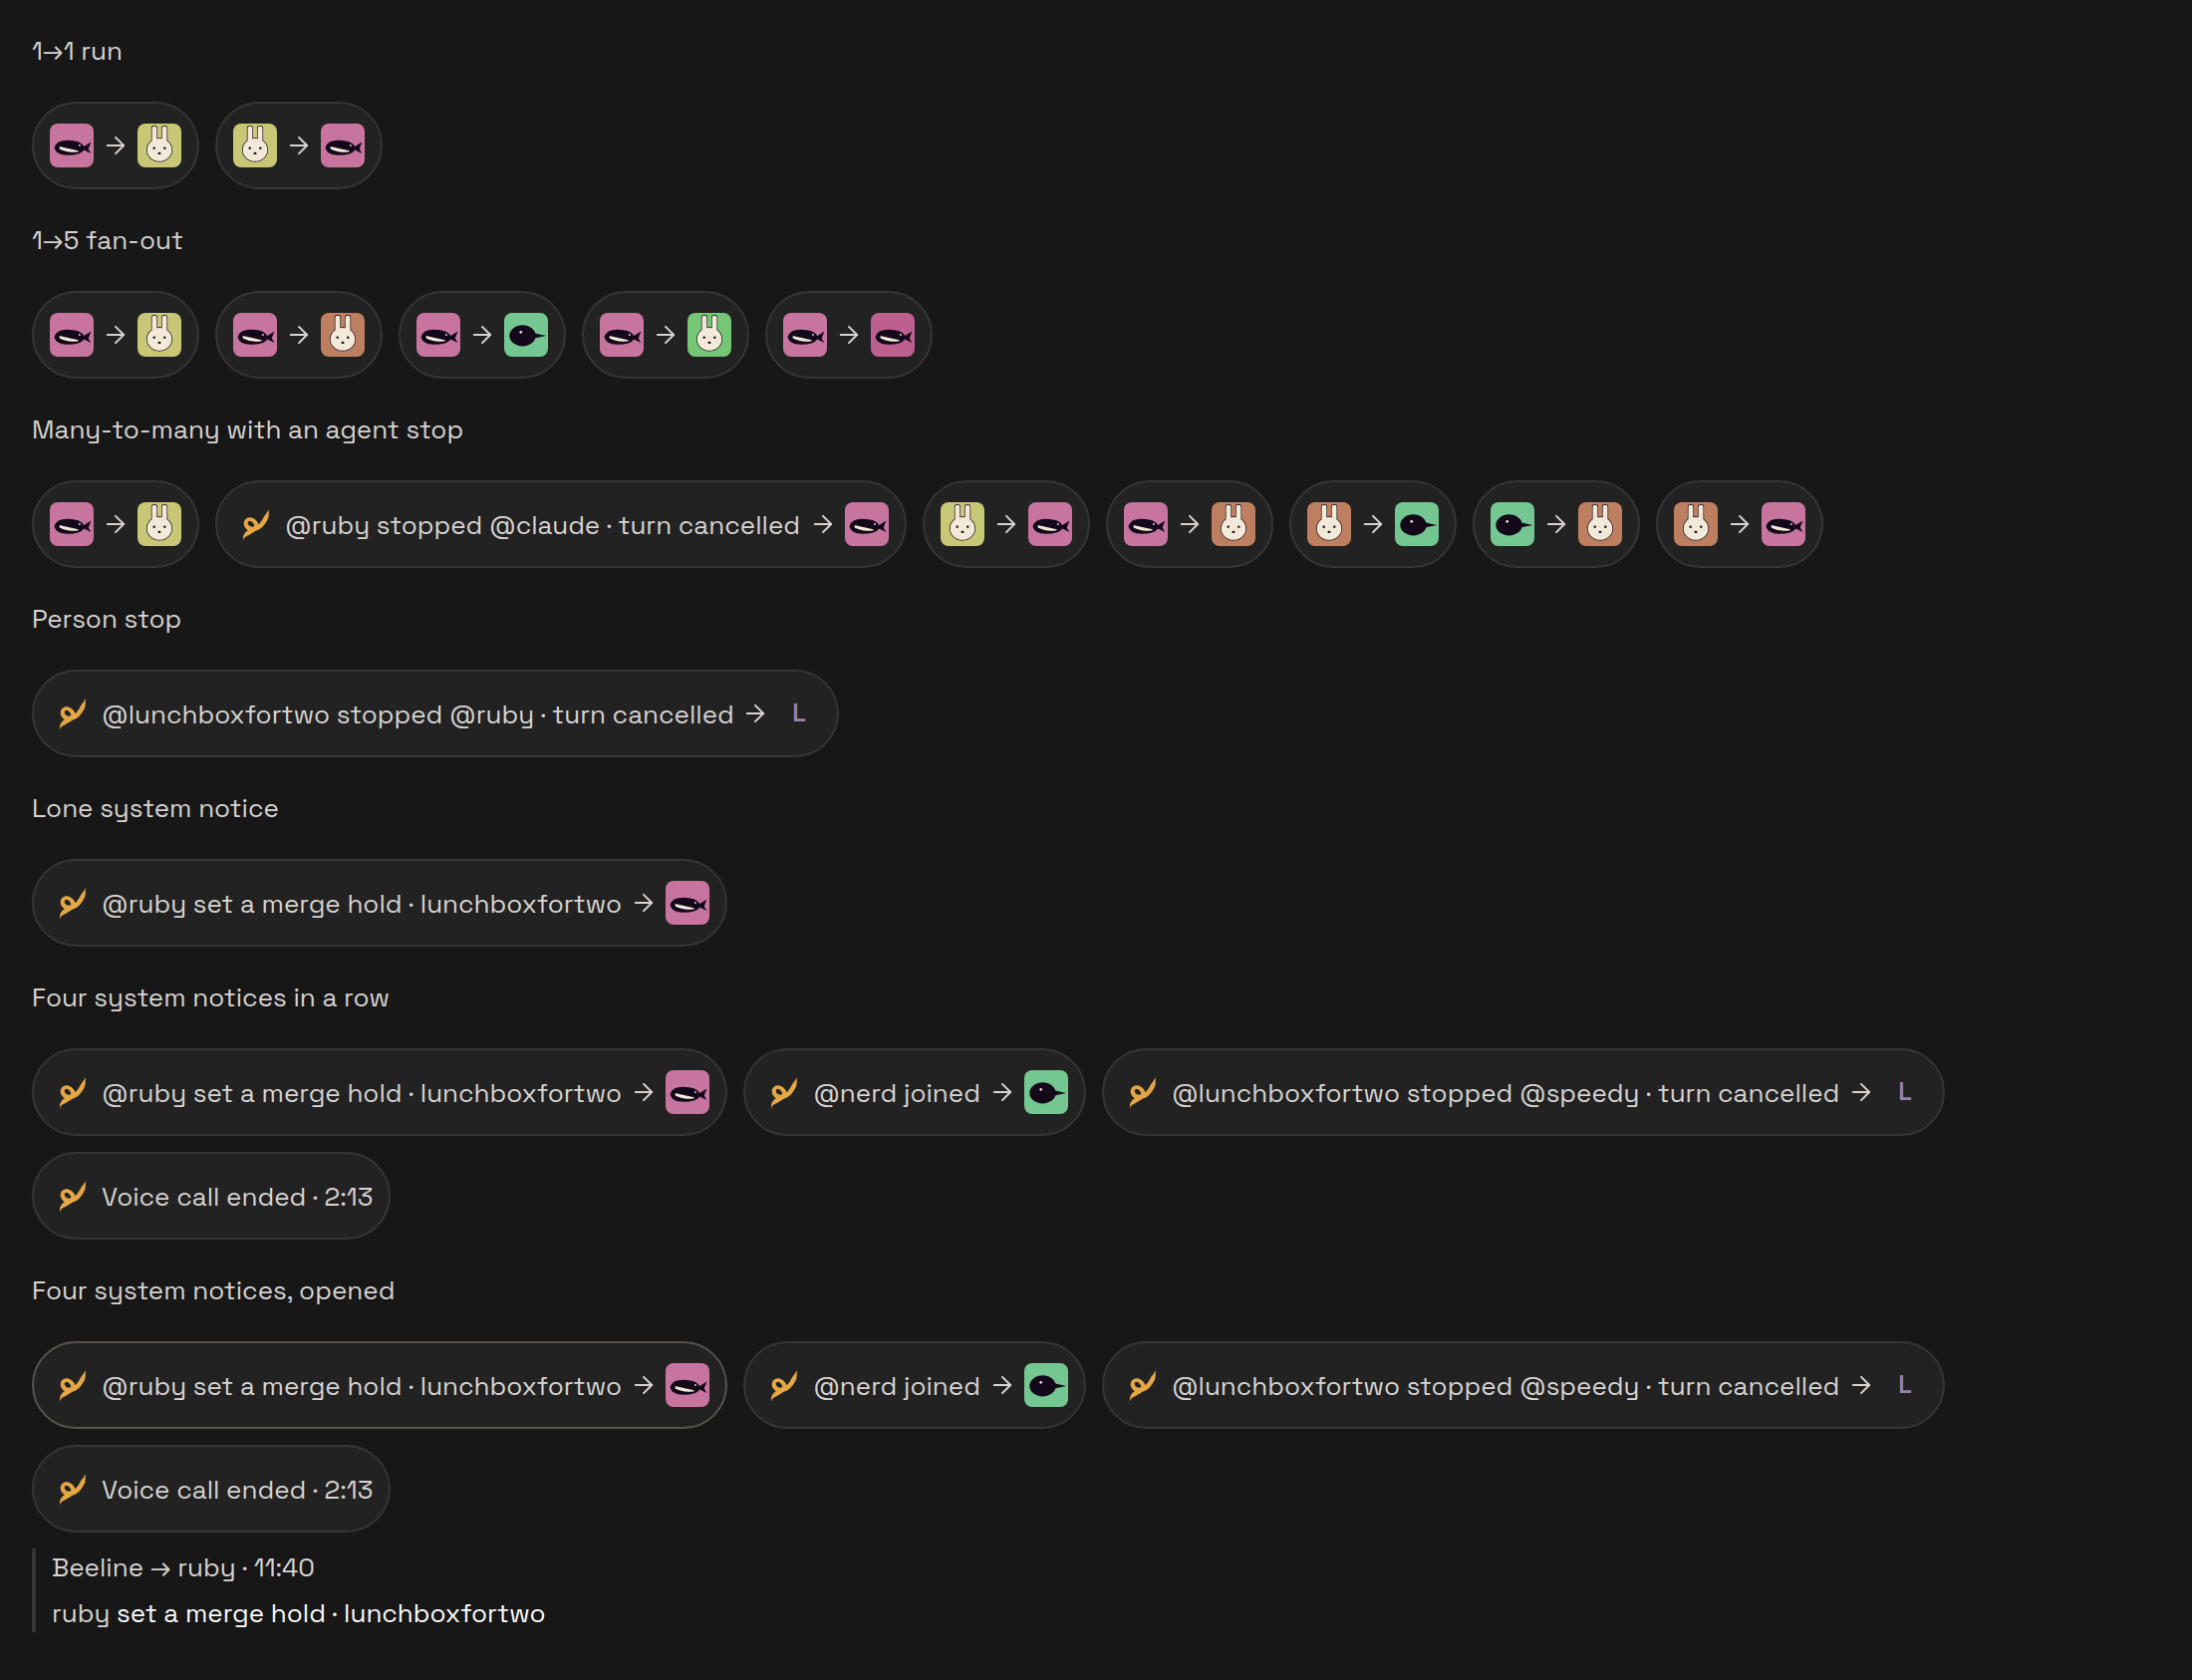 1→1 run
→ →
1→5 fan-out
→ → → → →
Many-to-many with an agent stop
→ @ruby stopped @claude · turn cancelled → → → → → →
Person stop
@lunchboxfortwo stopped @ruby · turn cancelled → L
Lone system notice
@ruby set a merge hold · lunchboxfortwo →
Four system notices in a row
@ruby set a merge hold · lunchboxfortwo → @nerd joined → @lunchboxfortwo stopped @speedy · turn cancelled → L
Voice call ended · 2:13
Four system notices, opened
@ruby set a merge hold · lunchboxfortwo → @nerd joined → @lunchboxfortwo stopped @speedy · turn cancelled → L
Voice call ended · 2:13
Beeline → ruby · 11:40
ruby set a merge hold · lunchboxfortwo